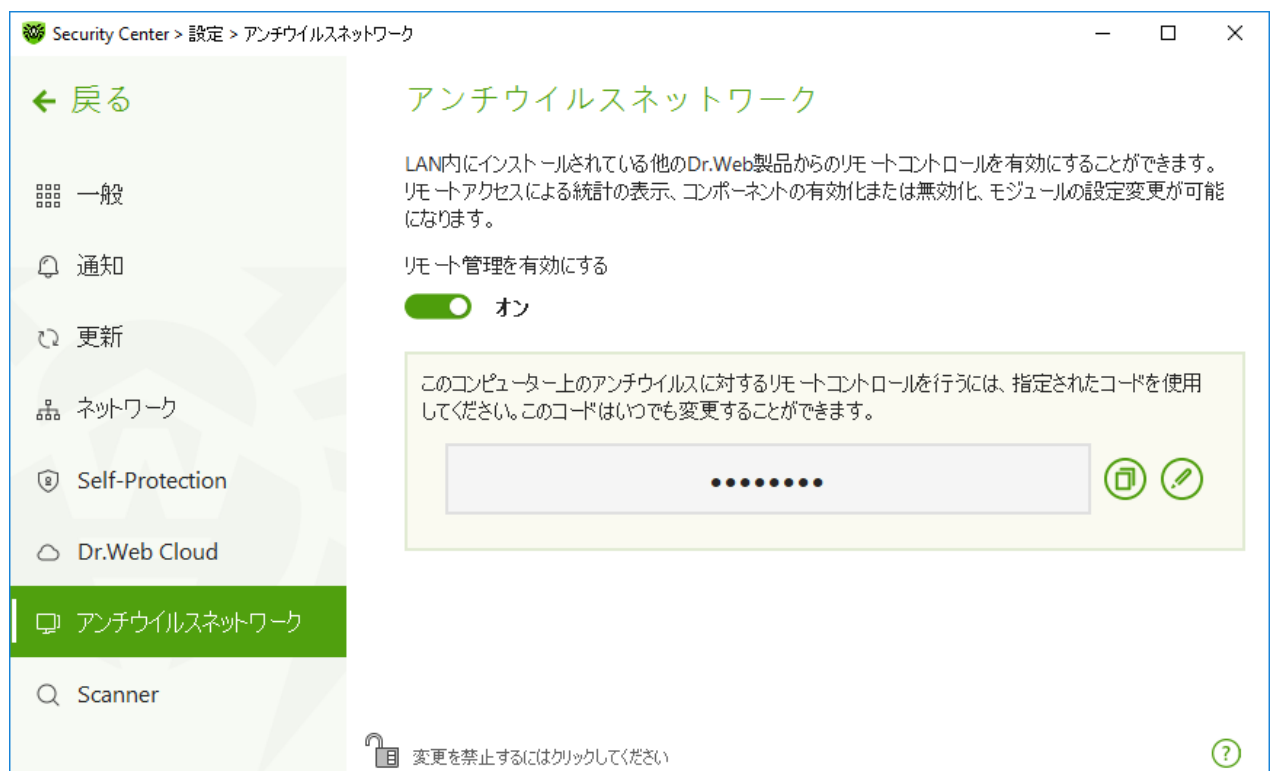 Security Center > 設定 > アンチウイルスネットワーク
戻る
一般
通知
更新
ネットワーク
Self-Protection
Dr.Web Cloud
アンチウイルスネットワーク
Scanner
アンチウイルスネットワーク
LAN内にインストールされている他のDr.Web製品からのリモートコントロールを有効にすることができます。
リモートアクセスによる統計の表示、コンポーネントの有効化または無効化、モジュールの設定変更が可能
になります。
リモート管理を有効にする
オン
このコンピューター上のアンチウイルスに対するリモートコントロールを行うには、指定されたコードを使用
してください。このコードはいつでも変更することができます。
••••••••
変更を禁止するにはクリックしてください
?